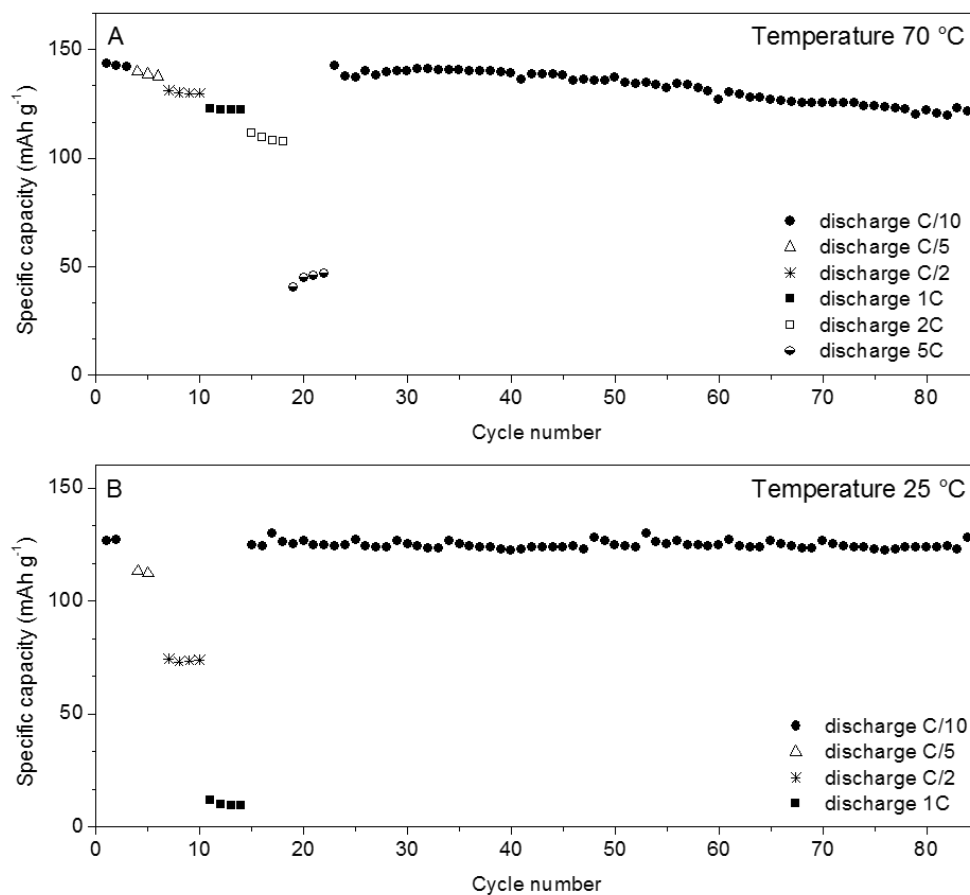 A
Temperature 70 °C
Specific capacity (mAh g-1)
150
100
50
0
discharge C/10
discharge C/5
discharge C/2
discharge 1C
discharge 2C
discharge 5C
0 10 20 30 40 50 60 70 80
Cycle number
B
Temperature 25 °C
Specific capacity (mAh g-1)
150
100
50
0
discharge C/10
discharge C/5
discharge C/2
discharge 1C
0 10 20 30 40 50 60 70 80
Cycle number